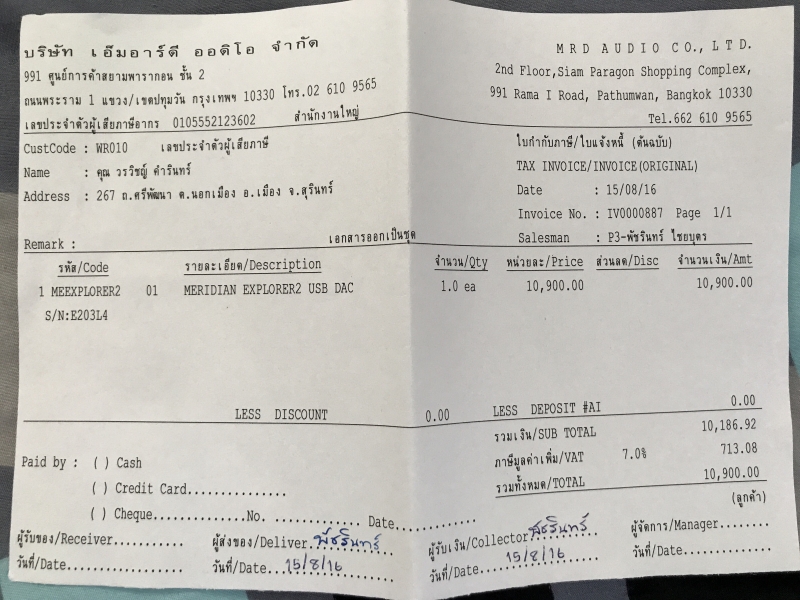 บริษัท เอ็มอาร์ดี ออดิโอ จำกัด
991 ศูนย์การค้าสยามพารากอน ชั้น 2
ถนนพระราม 1 แขวง/เขตปทุมวัน กรุงเทพฯ 10330 โทร.02 610 9565
เลขประจำตัวผู้เสียภาษีอากร 0105552123602 สำนักงานใหญ่
MRD AUDIO CO., LTD.
2nd Floor,Siam Paragon Shopping Complex,
991 Rama I Road, Pathumwan, Bangkok 10330
Tel.662 610 9565
CustCode : WR010 เลขประจำตัวผู้เสียภาษี
Name : คุณ วรวิชญ์ คำรินทร์
Address : 267 ถ.ศรีพัฒนา ต.นอกเมือง อ.เมือง จ.สุรินทร์
Remark : เอกสารออกเป็นชุด
ใบกำกับภาษี/ใบแจ้งหนี้ (ต้นฉบับ)
TAX INVOICE/INVOICE(ORIGINAL)
Date : 15/08/16
Invoice No. : IV0000887 Page 1/1
Salesman : P3-พัชรินทร์ ไชยบุตร
รหัส/Code รายละเอียด/Description จำนวน/Qty หน่วยละ/Price ส่วนลด/Disc จำนวนเงิน/Amt
1 MEEXPLORER2 01 MERIDIAN EXPLORER2 USB DAC 1.0 ea 10,900.00 10,900.00
S/N:E203L4
LESS DISCOUNT 0.00 LESS DEPOSIT #AI 0.00
รวมเงิน/SUB TOTAL 10,186.92
ภาษีมูลค่าเพิ่ม/VAT 7.0% 713.08
รวมทั้งหมด/TOTAL 10,900.00
(ลูกค้า)
Paid by : ( ) Cash
( ) Credit Card...............
( ) Cheque..............No. ............. Date............
ผู้รับของ/Receiver........... ผู้ส่งของ/Deliver พัชรินทร์ ผู้รับเงิน/Collector พัชรินทร์ ผู้จัดการ/Manager........
วันที่/Date................. วันที่/Date...15/8/16 วันที่/Date....15/8/16 วันที่/Date..............